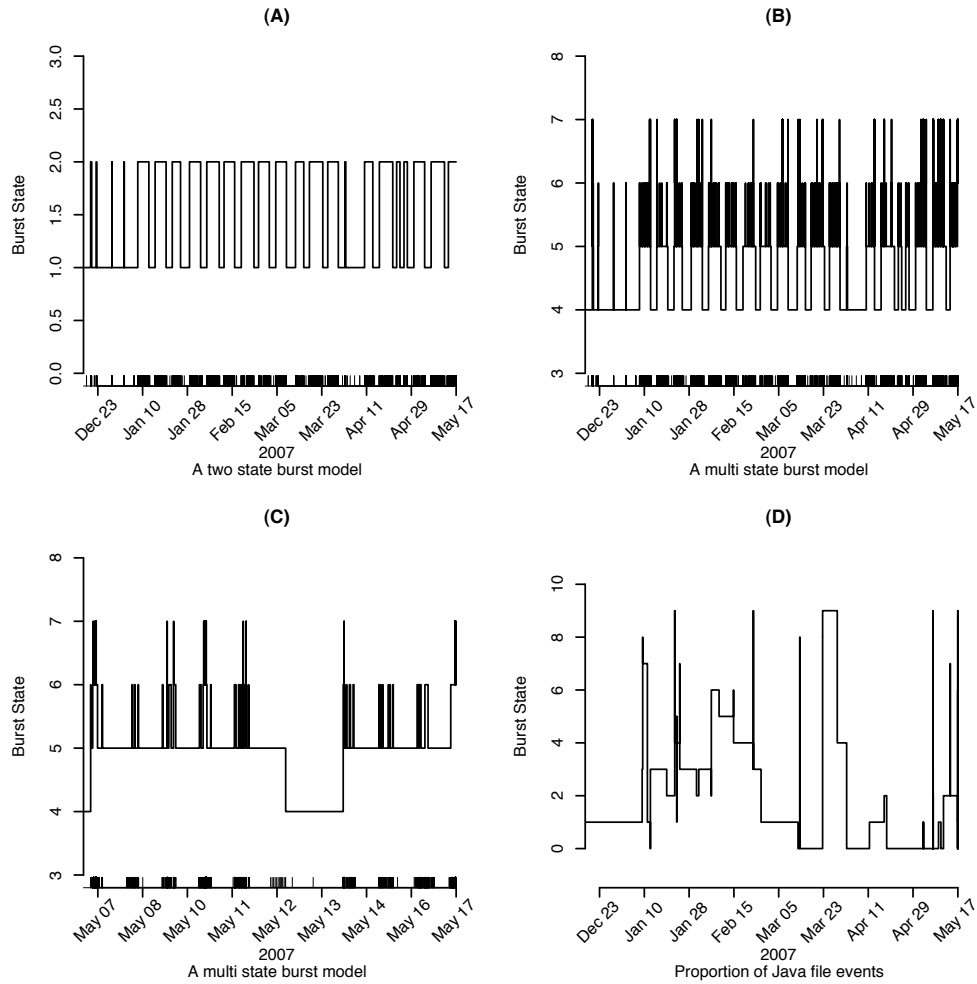 (A)
Burst State
3.0
2.5
2.0
1.5
1.0
0.5
0.0
Dec 23
Jan 10
Jan 28
Feb 15
Mar 05
Mar 23
Apr 11
Apr 29
May 17
2007
A two state burst model
(B)
Burst State
8
7
6
5
4
3
Dec 23
Jan 10
Jan 28
Feb 15
Mar 05
Mar 23
Apr 11
Apr 29
May 17
2007
A multi state burst model
(C)
Burst State
8
7
6
5
4
3
May 07
May 08
May 10
May 11
May 12
May 13
May 14
May 16
May 17
2007
A multi state burst model
(D)
Burst State
10
8
6
4
2
0
Dec 23
Jan 10
Jan 28
Feb 15
Mar 05
Mar 23
Apr 11
Apr 29
May 17
2007
Proportion of Java file events